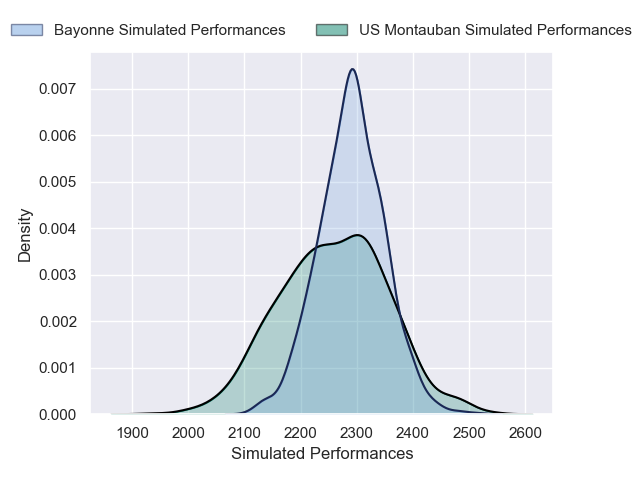 Bayonne Simulated Performances US Montauban Simulated Performances
0.007
0.006
0.005
0.004
0.003
0.002
0.001
0.000
Density
1900 2000 2100 2200 2300 2400 2500 2600
Simulated Performances